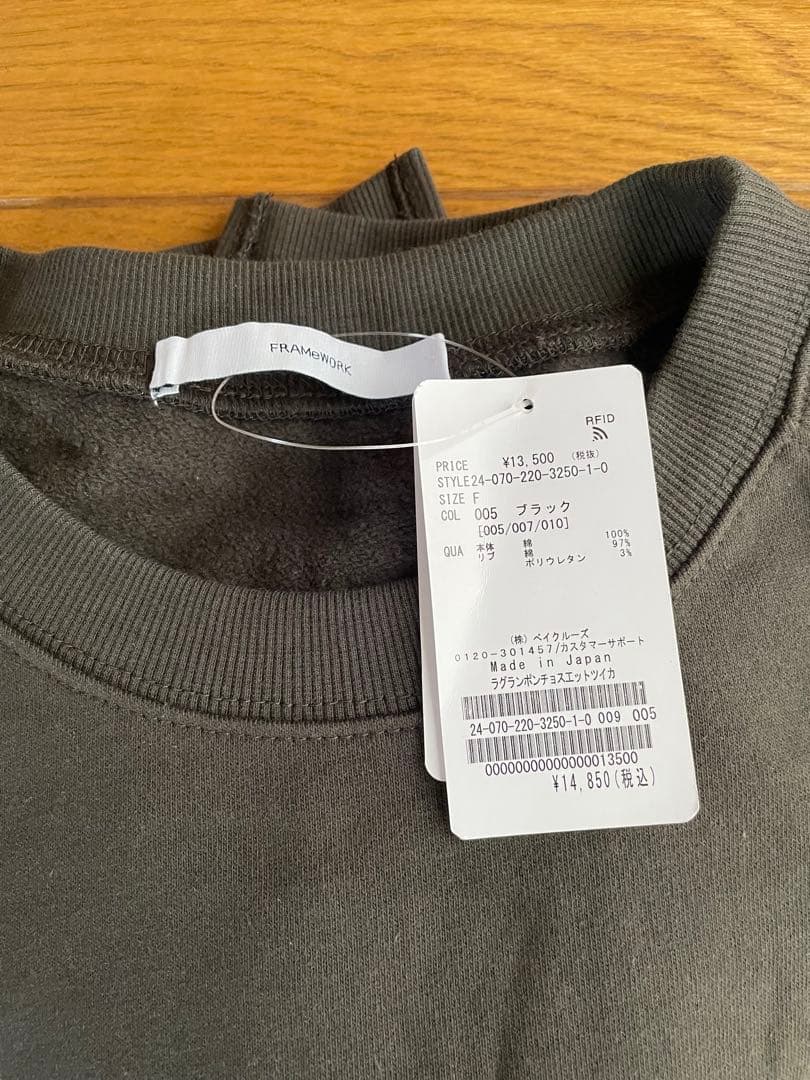 FRAMeWORK
RFID
PRICE ¥13,500 (税抜)
STYLE24-070-220-3250-1-0
SIZE F
COL 005 ブラック
[005/007/010]
QUA 本体 綿 100%
リブ 綿 97%
ポリウレタン 3%
(株) ベイクルーズ
0120-301457/カスタマーサポート
Made in Japan
ラグランポンチョスエットツイカ
1
24-070-220-3250-1-0 009 005
0000000000000013500
¥14,850(税込)